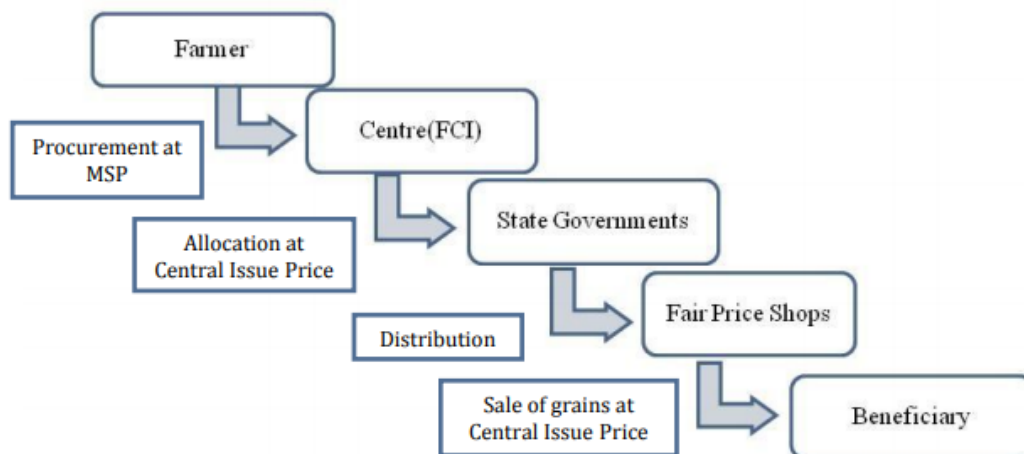 Farmer
Procurement at
MSP
Centre(FCI)
Allocation at
Central Issue Price
State Governments
Distribution
Fair Price Shops
Sale of grains at
Central Issue Price
Beneficiary